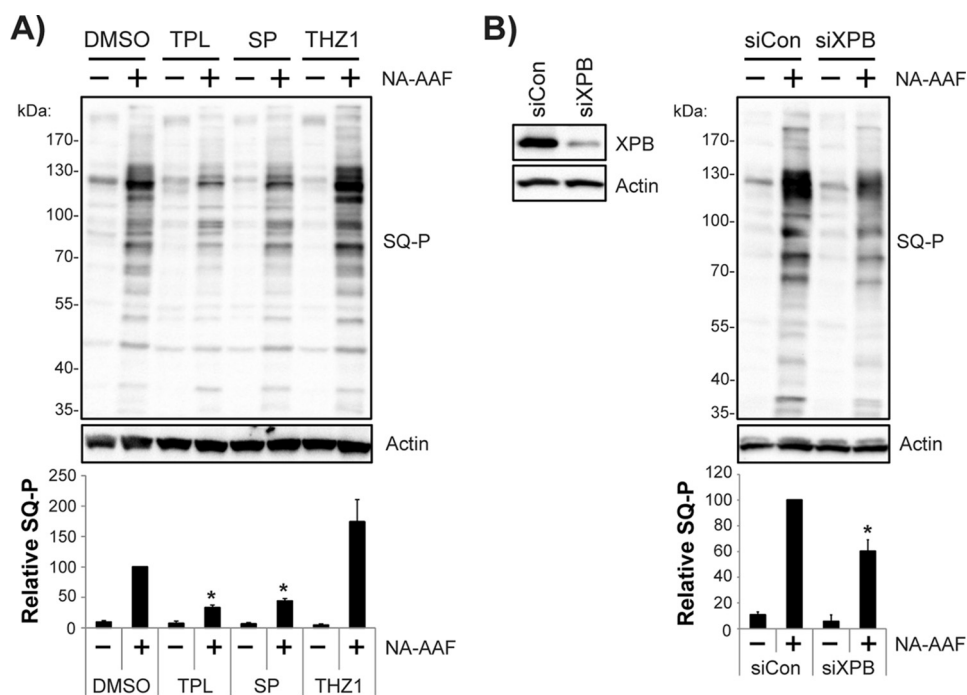 A)
DMSO TPL SP THZ1
− + − + − + − + NA-AAF
kDa:
170-
130-
100-
70-
55-
40-
35-
SQ-P
Actin
Relative SQ-P
250
200
150
100
50
0
* *
− + − + − + − + NA-AAF
DMSO TPL SP THZ1
B)
siCon siXPB
XPB
Actin
siCon siXPB
− + − + NA-AAF
kDa:
170-
130-
100-
70-
55-
40-
35-
SQ-P
Actin
Relative SQ-P
120
100
80
60
40
20
0
*
− + − + NA-AAF
siCon siXPB